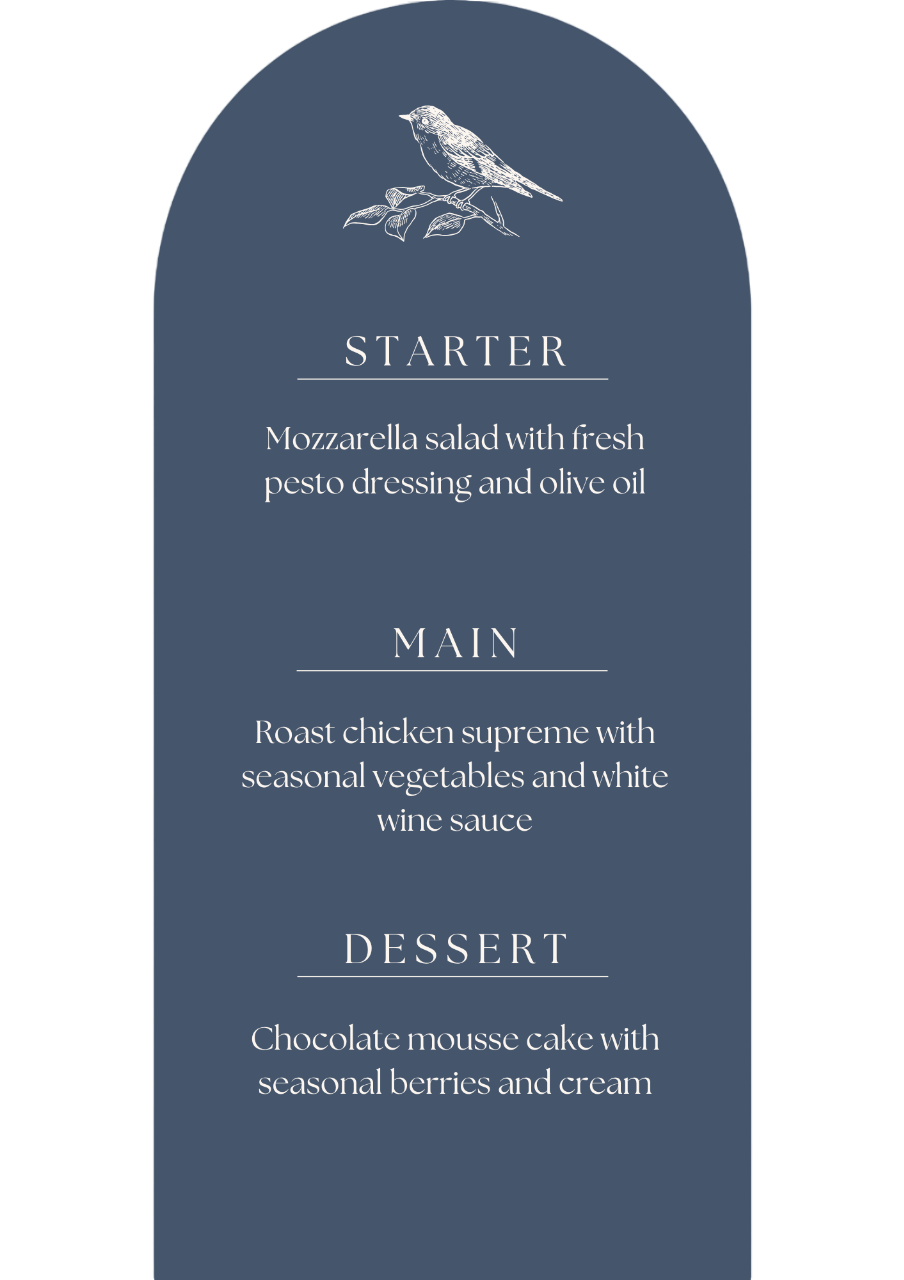 STARTER
Mozzarella salad with fresh
pesto dressing and olive oil
MAIN
Roast chicken supreme with
seasonal vegetables and white
wine sauce
DESSERT
Chocolate mousse cake with
seasonal berries and cream